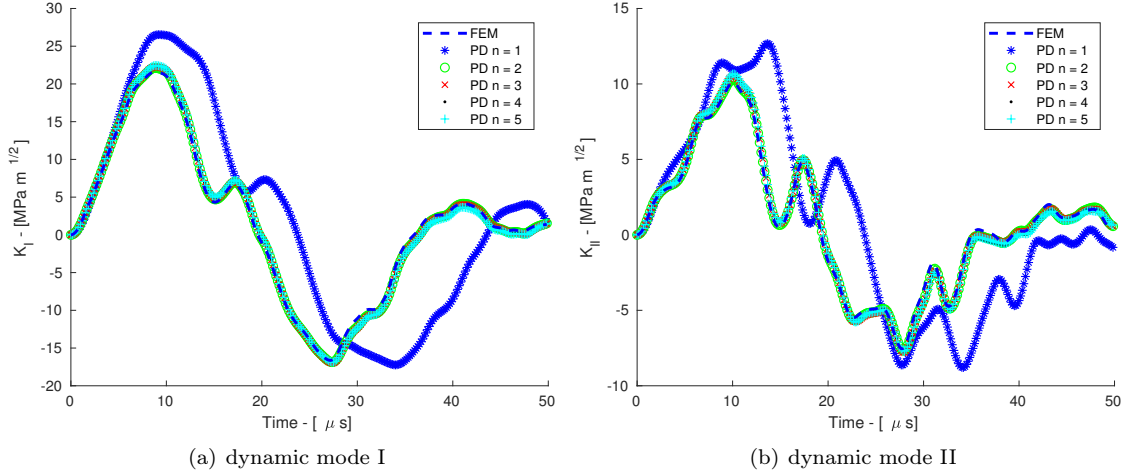 30
25
20
15
10
5
0
-5
-10
-15
-20
K_I - [MPa m ^1/2]
FEM
PD n = 1
PD n = 2
PD n = 3
PD n = 4
PD n = 5
0 10 20 30 40 50
Time - [ μ s]
(a) dynamic mode I
15
10
5
0
-5
-10
K_II - [MPa m ^1/2]
FEM
PD n = 1
PD n = 2
PD n = 3
PD n = 4
PD n = 5
0 10 20 30 40 50
Time - [ μ s]
(b) dynamic mode II